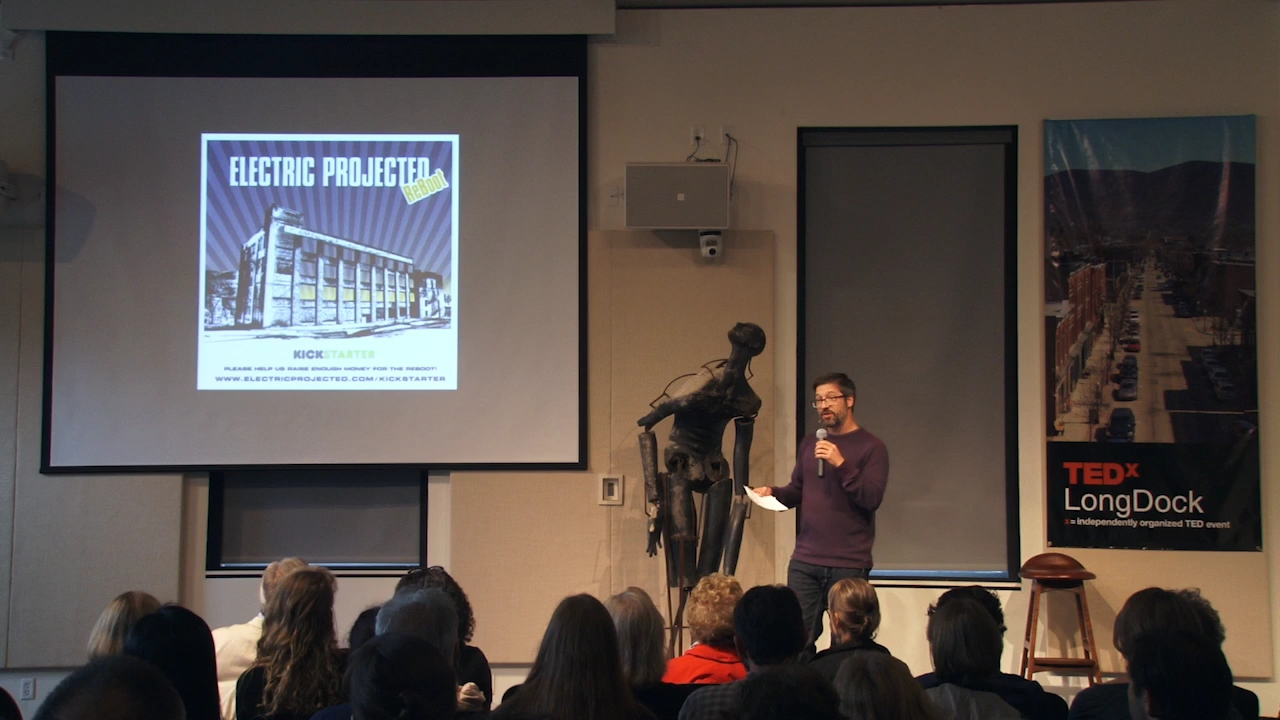 ELECTRIC PROJECTED
ReBoot
KICKSTARTER
PLEASE HELP US RAISE ENOUGH MONEY FOR THE REBOOT!
WWW.ELECTRICPROJECTED.COM/KICKSTARTER
TEDx
LongDock
x = independently organized TED event